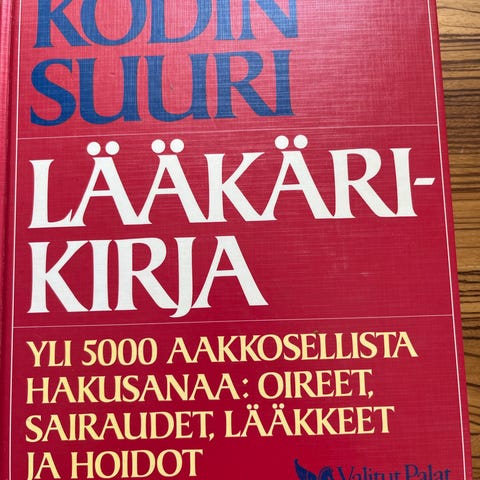 KODIN
SUURI
LÄÄKÄRI-
KIRJA
YLI 5000 AAKKOSELLISTA
HAKUSANAA: OIREET,
SAIRAUDET, LÄÄKKEET
JA HOIDOT
Valitut Palat